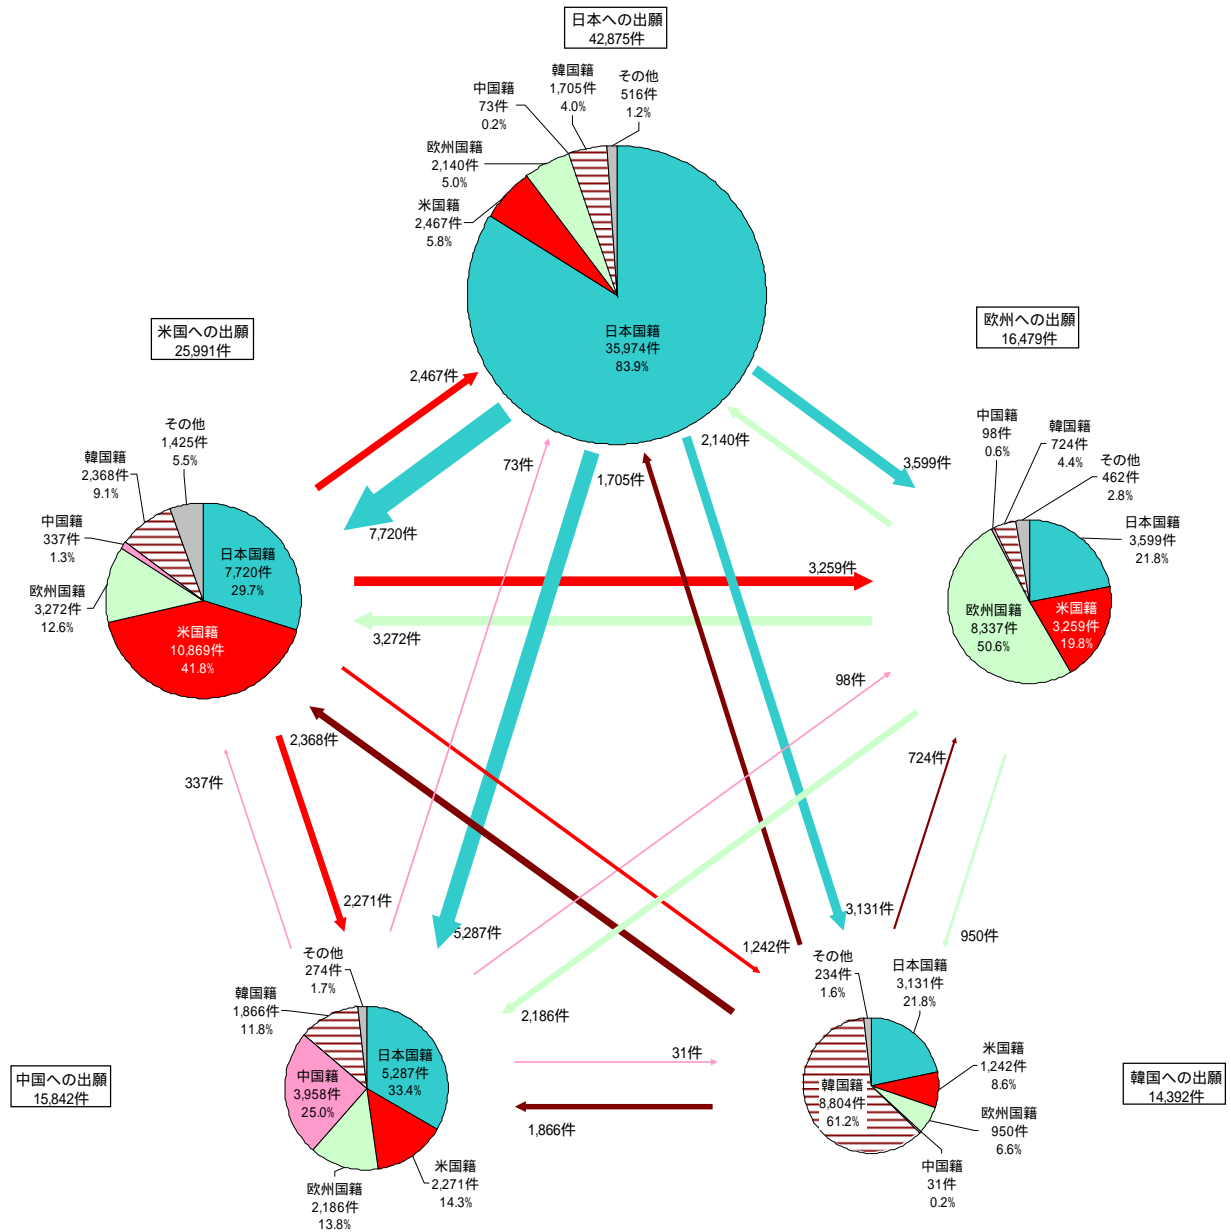 日本への出願
42,875件
韓国籍
1,705件
4.0%
その他
516件
1.2%
中国籍
73件
0.2%
欧州国籍
2,140件
5.0%
米国籍
2,467件
5.8%
日本国籍
35,974件
83.9%
米国への出願
25,991件
欧州への出願
16,479件
2,467件
7,720件
73件
1,705件
2,140件
3,599件
その他
1,425件
5.5%
韓国籍
2,368件
9.1%
中国籍
337件
1.3%
欧州国籍
3,272件
12.6%
日本国籍
7,720件
29.7%
米国籍
10,869件
41.8%
中国籍
98件
0.6%
韓国籍
724件
4.4%
その他
462件
2.8%
日本国籍
3,599件
21.8%
欧州国籍
8,337件
50.6%
米国籍
3,259件
19.8%
3,259件
3,272件
98件
2,368件
337件
724件
2,271件
5,287件
3,131件
1,242件
950件
2,186件
31件
1,866件
その他
274件
1.7%
韓国籍
1,866件
11.8%
日本国籍
5,287件
33.4%
中国籍
3,958件
25.0%
米国籍
2,271件
14.3%
欧州国籍
2,186件
13.8%
中国への出願
15,842件
その他
234件
1.6%
日本国籍
3,131件
21.8%
米国籍
1,242件
8.6%
韓国籍
8,804件
61.2%
欧州国籍
950件
6.6%
中国籍
31件
0.2%
韓国への出願
14,392件